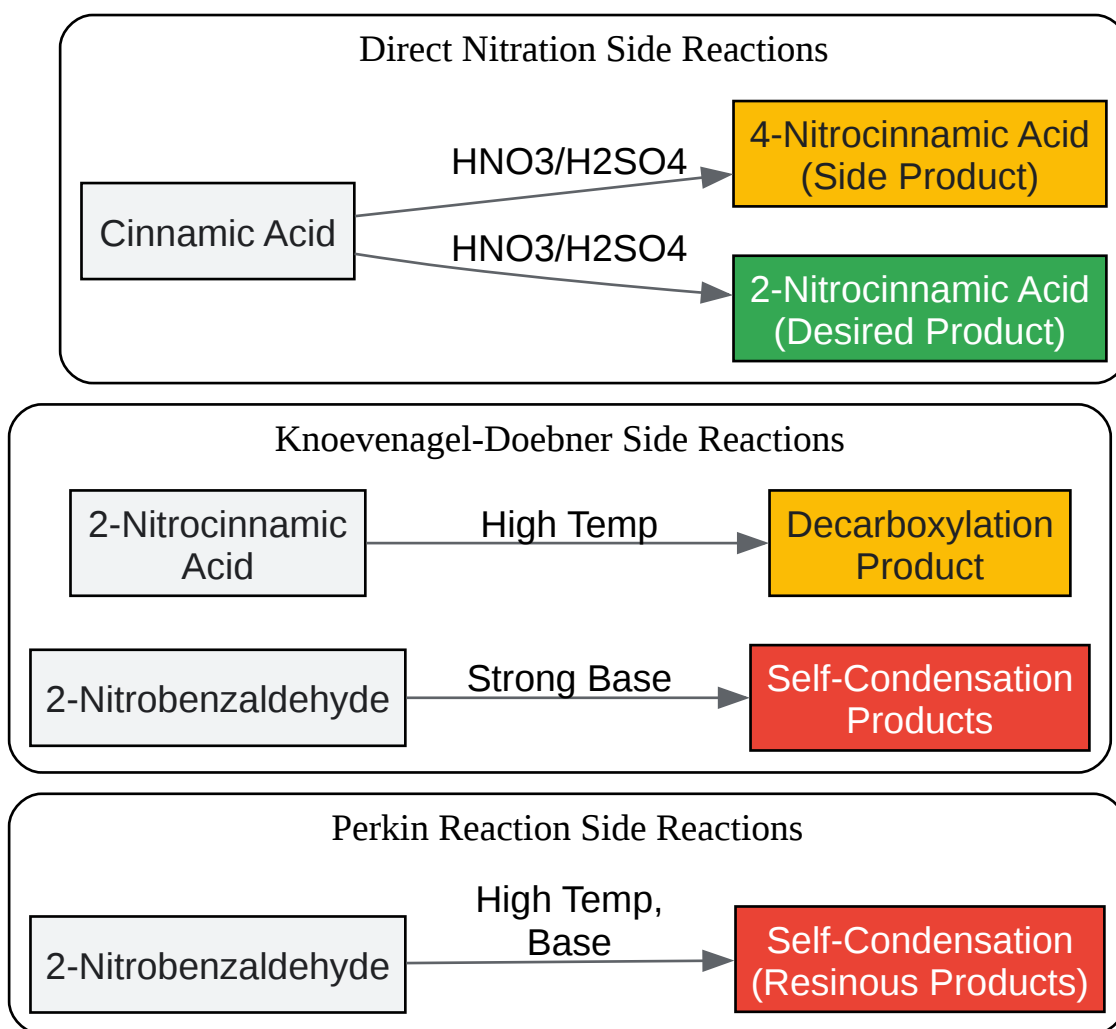 Direct Nitration Side Reactions
HNO3/H2SO4
4-Nitrocinnamic Acid
(Side Product)
Cinnamic Acid
HNO3/H2SO4
2-Nitrocinnamic Acid
(Desired Product)
Knoevenagel-Doebner Side Reactions
2-Nitrocinnamic
Acid
High Temp
Decarboxylation
Product
2-Nitrobenzaldehyde
Strong Base
Self-Condensation
Products
Perkin Reaction Side Reactions
2-Nitrobenzaldehyde
High Temp,
Base
Self-Condensation
(Resinous Products)